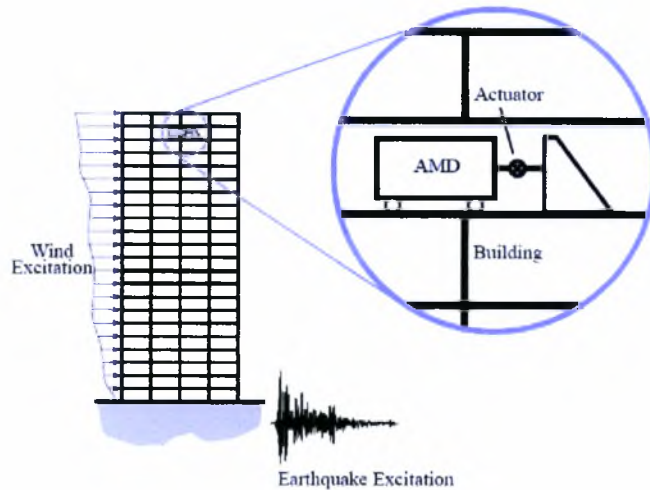 Actuator
AMD
Wind
Excitation
Building
Earthquake Excitation